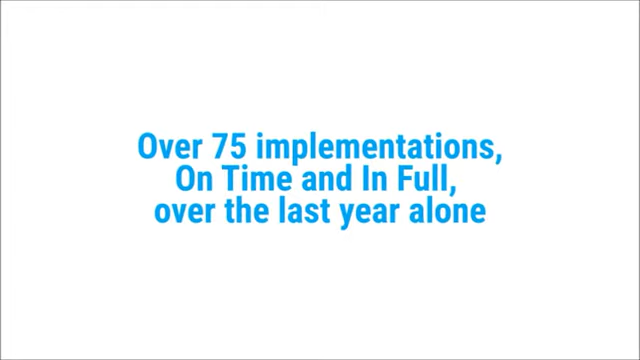 Over 75 implementations,
On Time and In Full,
over the last year alone